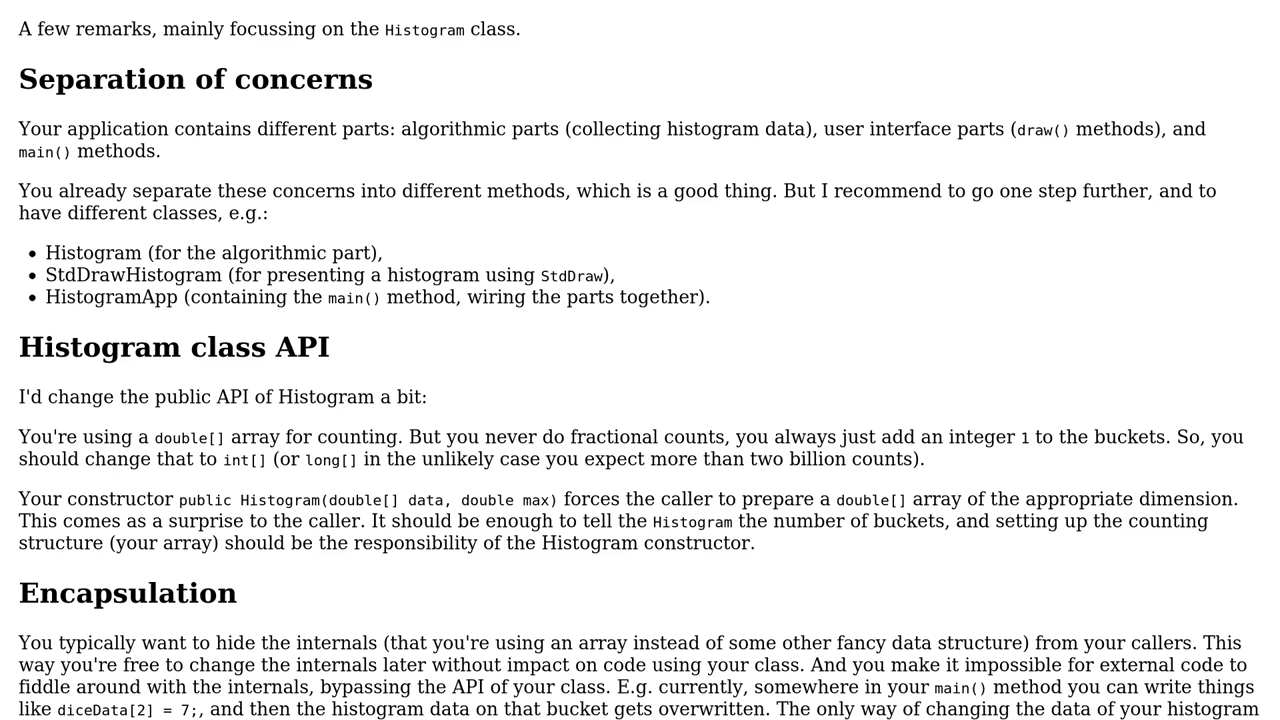 A few remarks, mainly focussing on the Histogram class.
Separation of concerns
Your application contains different parts: algorithmic parts (collecting histogram data), user interface parts (draw() methods), and
main() methods.
You already separate these concerns into different methods, which is a good thing. But I recommend to go one step further, and to
have different classes, e.g.:
• Histogram (for the algorithmic part),
• StdDrawHistogram (for presenting a histogram using StdDraw),
• HistogramApp (containing the main() method, wiring the parts together).
Histogram class API
I'd change the public API of Histogram a bit:
You're using a double[] array for counting. But you never do fractional counts, you always just add an integer 1 to the buckets. So, you
should change that to int[] (or long[] in the unlikely case you expect more than two billion counts).
Your constructor public Histogram(double[] data, double max) forces the caller to prepare a double[] array of the appropriate dimension.
This comes as a surprise to the caller. It should be enough to tell the Histogram the number of buckets, and setting up the counting
structure (your array) should be the responsibility of the Histogram constructor.
Encapsulation
You typically want to hide the internals (that you're using an array instead of some other fancy data structure) from your callers. This
way you're free to change the internals later without impact on code using your class. And you make it impossible for external code to
fiddle around with the internals, bypassing the API of your class. E.g. currently, somewhere in your main() method you can write things
like diceData[2] = 7;, and then the histogram data on that bucket gets overwritten. The only way of changing the data of your histogram